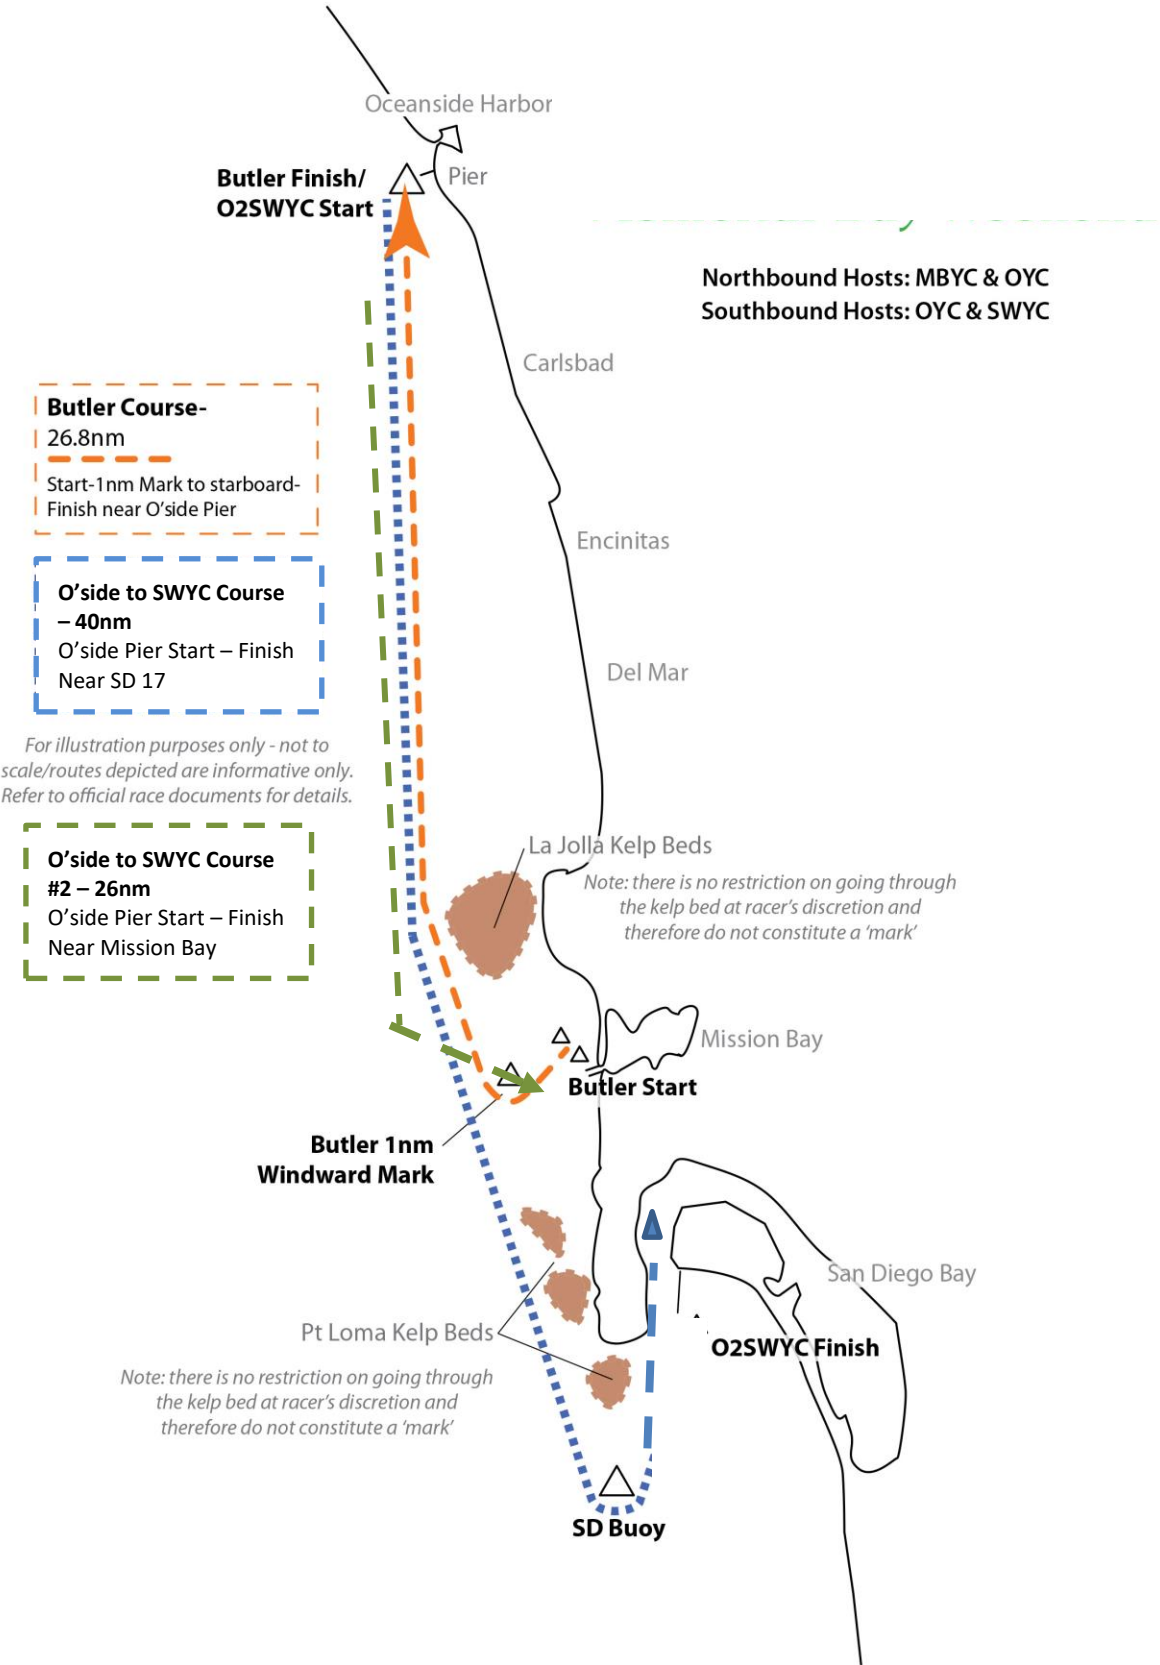 Oceanside Harbor
Butler Finish/
O2SWYC Start
Pier
Northbound Hosts: MBYC & OYC
Southbound Hosts: OYC & SWYC
Carlsbad
Butler Course-
26.8nm
Start-1nm Mark to starboard-
Finish near O'side Pier
Encinitas
O'side to SWYC Course
– 40nm
O'side Pier Start – Finish
Near SD 17
Del Mar
For illustration purposes only - not to
scale/routes depicted are informative only.
Refer to official race documents for details.
O'side to SWYC Course
#2 – 26nm
O'side Pier Start – Finish
Near Mission Bay
La Jolla Kelp Beds
Note: there is no restriction on going through
the kelp bed at racer's discretion and
therefore do not constitute a 'mark'
Mission Bay
Butler Start
Butler 1nm
Windward Mark
San Diego Bay
Pt Loma Kelp Beds
O2SWYC Finish
Note: there is no restriction on going through
the kelp bed at racer's discretion and
therefore do not constitute a 'mark'
SD Buoy